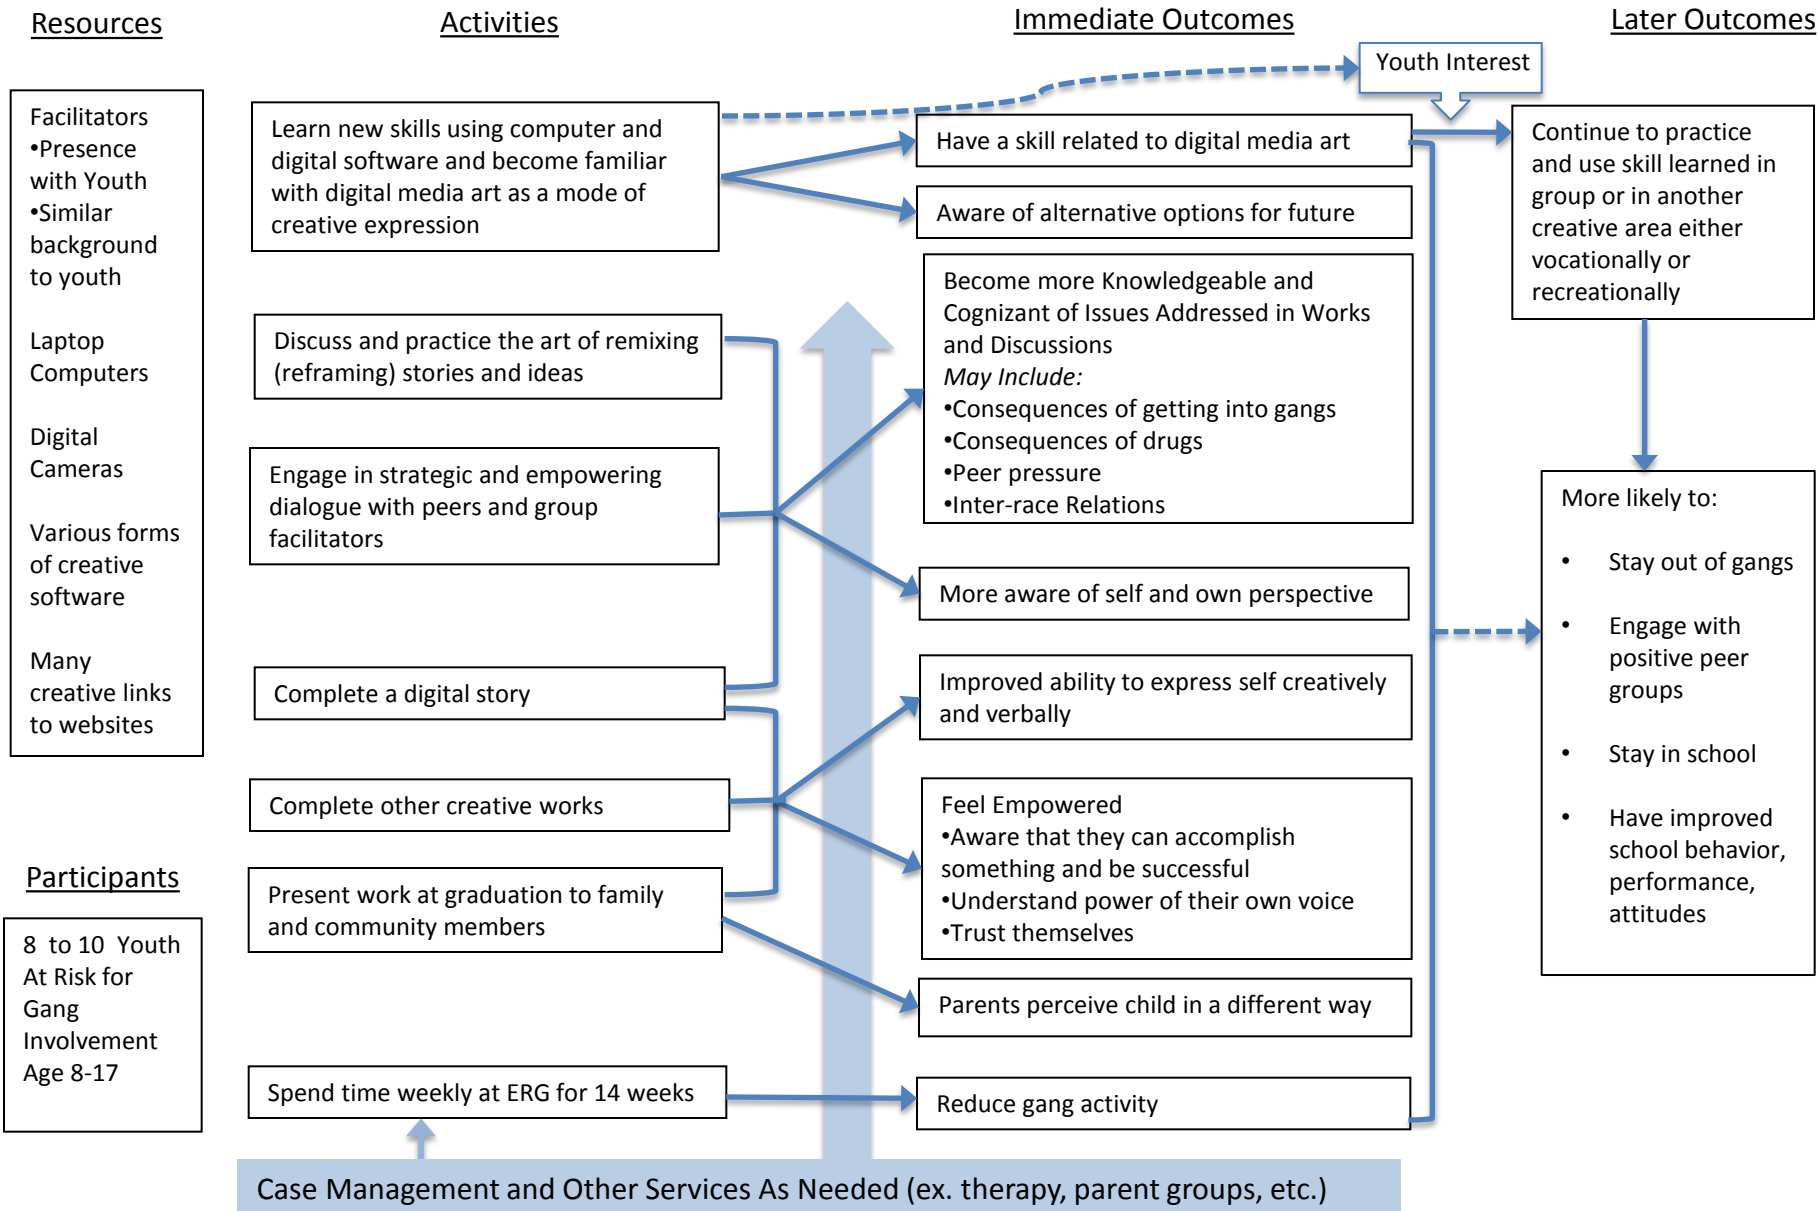 Resources
Activities
Immediate Outcomes
Later Outcomes
Youth Interest
Facilitators
•Presence
with Youth
•Similar
background
to youth
Laptop
Computers
Digital
Cameras
Various forms
of creative
software
Many
creative links
to websites
Participants
8 to 10 Youth
At Risk for
Gang
Involvement
Age 8-17
Learn new skills using computer and
digital software and become familiar
with digital media art as a mode of
creative expression
Discuss and practice the art of remixing
(reframing) stories and ideas
Engage in strategic and empowering
dialogue with peers and group
facilitators
Complete a digital story
Complete other creative works
Present work at graduation to family
and community members
Spend time weekly at ERG for 14 weeks
Have a skill related to digital media art
Aware of alternative options for future
Become more Knowledgeable and
Cognizant of Issues Addressed in Works
and Discussions
May Include:
•Consequences of getting into gangs
•Consequences of drugs
•Peer pressure
•Inter-race Relations
More aware of self and own perspective
Improved ability to express self creatively
and verbally
Feel Empowered
•Aware that they can accomplish
something and be successful
•Understand power of their own voice
•Trust themselves
Parents perceive child in a different way
Reduce gang activity
Continue to practice
and use skill learned in
group or in another
creative area either
vocationally or
recreationally
More likely to:
• Stay out of gangs
• Engage with
positive peer
groups
• Stay in school
• Have improved
school behavior,
performance,
attitudes
Case Management and Other Services As Needed (ex. therapy, parent groups, etc.)